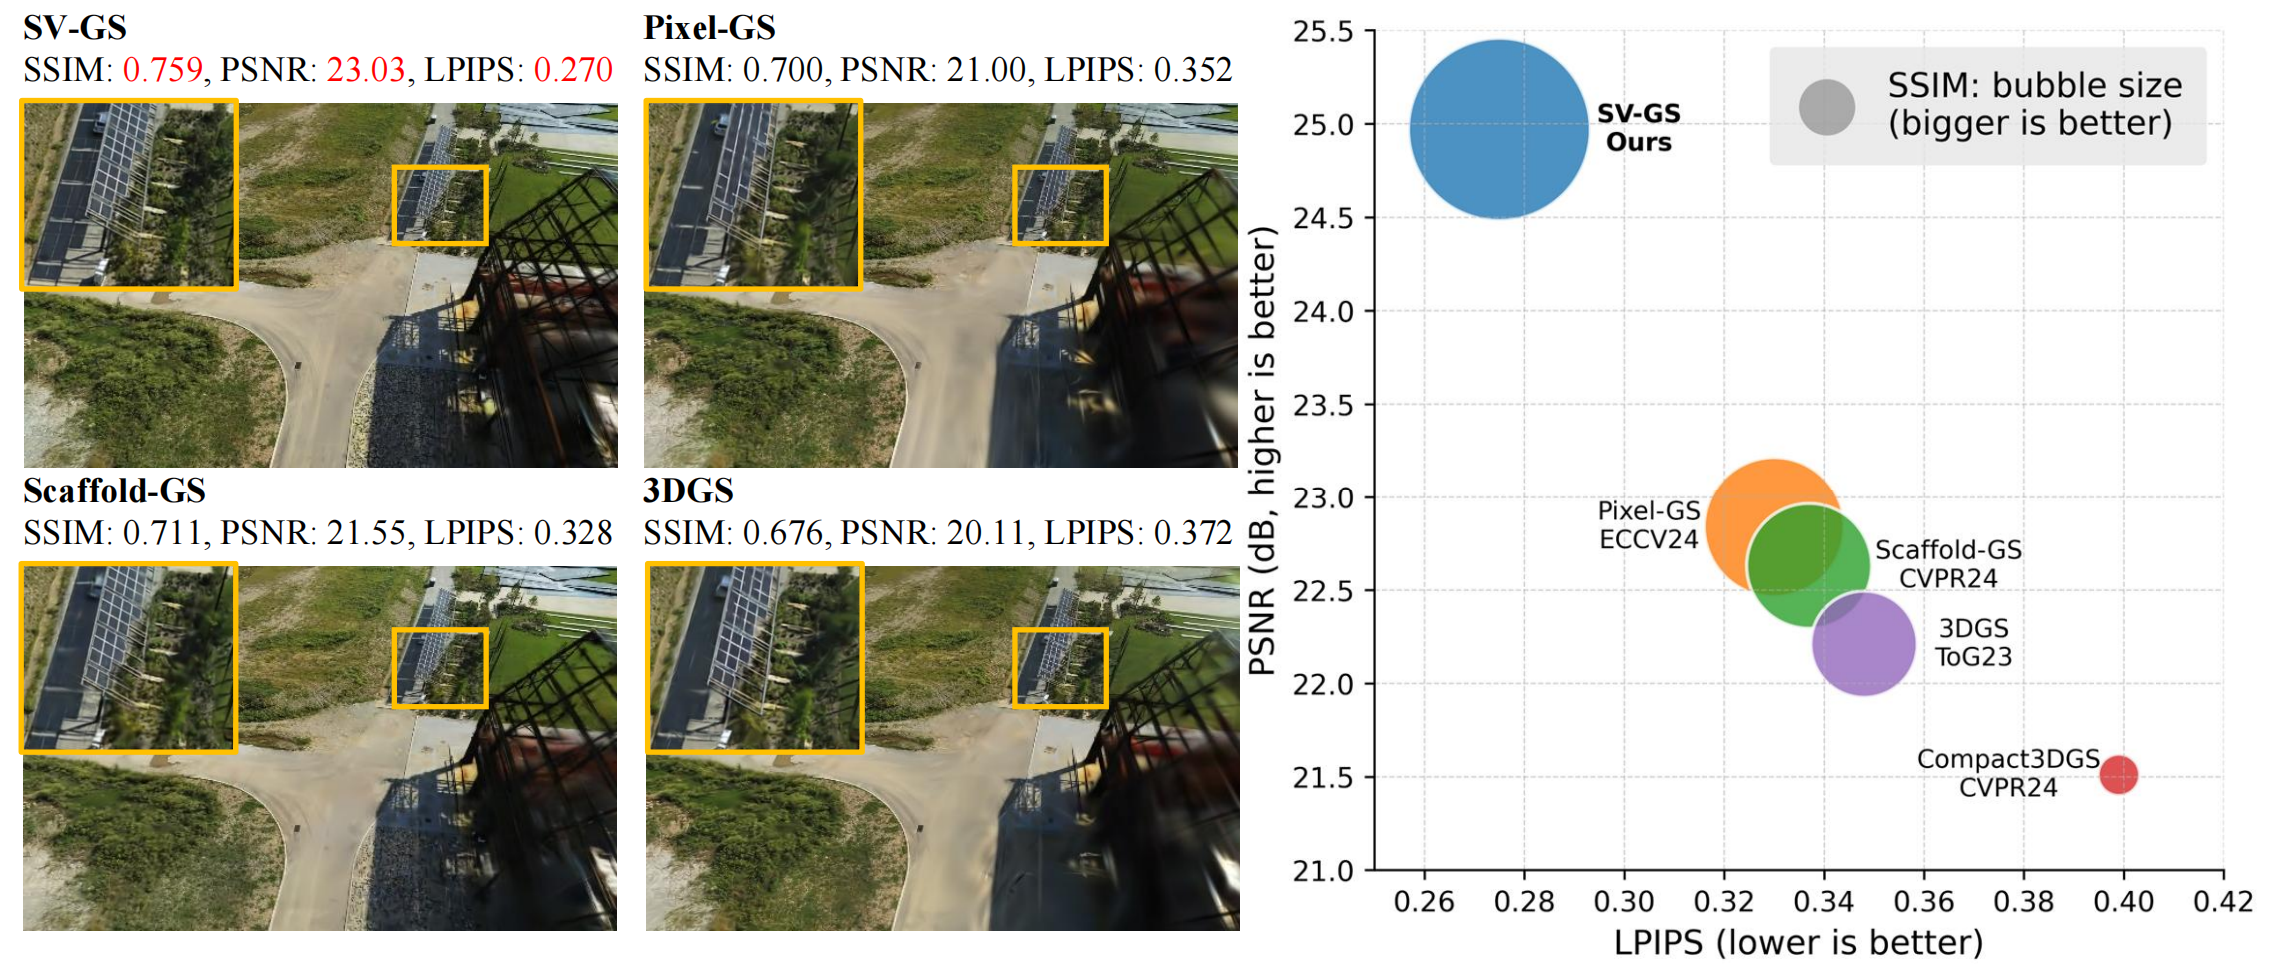 SV-GS
SSIM: 0.759, PSNR: 23.03, LPIPS: 0.270
Pixel-GS
SSIM: 0.700, PSNR: 21.00, LPIPS: 0.352
Scaffold-GS
SSIM: 0.711, PSNR: 21.55, LPIPS: 0.328
3DGS
SSIM: 0.676, PSNR: 20.11, LPIPS: 0.372
PSNR (dB, higher is better)
25.5
25.0
24.5
24.0
23.5
23.0
22.5
22.0
21.5
21.0
SSIM: bubble size
(bigger is better)
SV-GS
Ours
Pixel-GS
ECCV24
Scaffold-GS
CVPR24
3DGS
ToG23
Compact3DGS
CVPR24
0.26 0.28 0.30 0.32 0.34 0.36 0.38 0.40 0.42
LPIPS (lower is better)